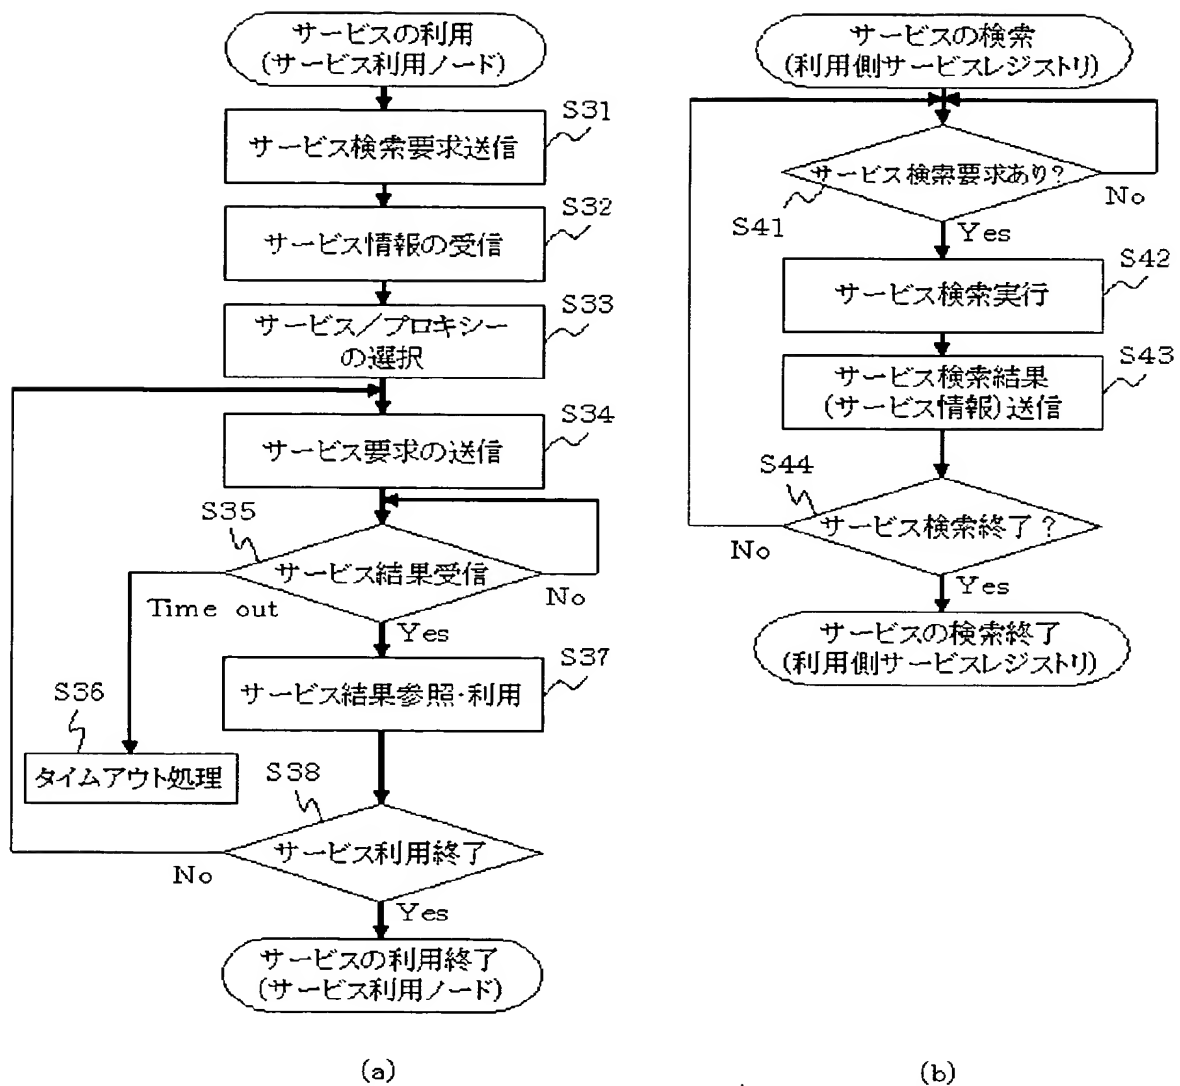 サービスの利用
(サービス利用ノード)
S31
サービス検索要求送信
S32
サービス情報の受信
S33
サービス／プロキシー
の選択
S34
サービス要求の送信
S35
サービス結果受信
No
Time out
Yes
S37
サービス結果参照・利用
S36
タイムアウト処理
S38
サービス利用終了
No
Yes
サービスの利用終了
(サービス利用ノード)
(a)
サービスの検索
(利用側サービスレジストリ)
サービス検索要求あり?
No
S41
Yes
S42
サービス検索実行
S43
サービス検索結果
(サービス情報)送信
S44
サービス検索終了?
No
Yes
サービスの検索終了
(利用側サービスレジストリ)
(b)